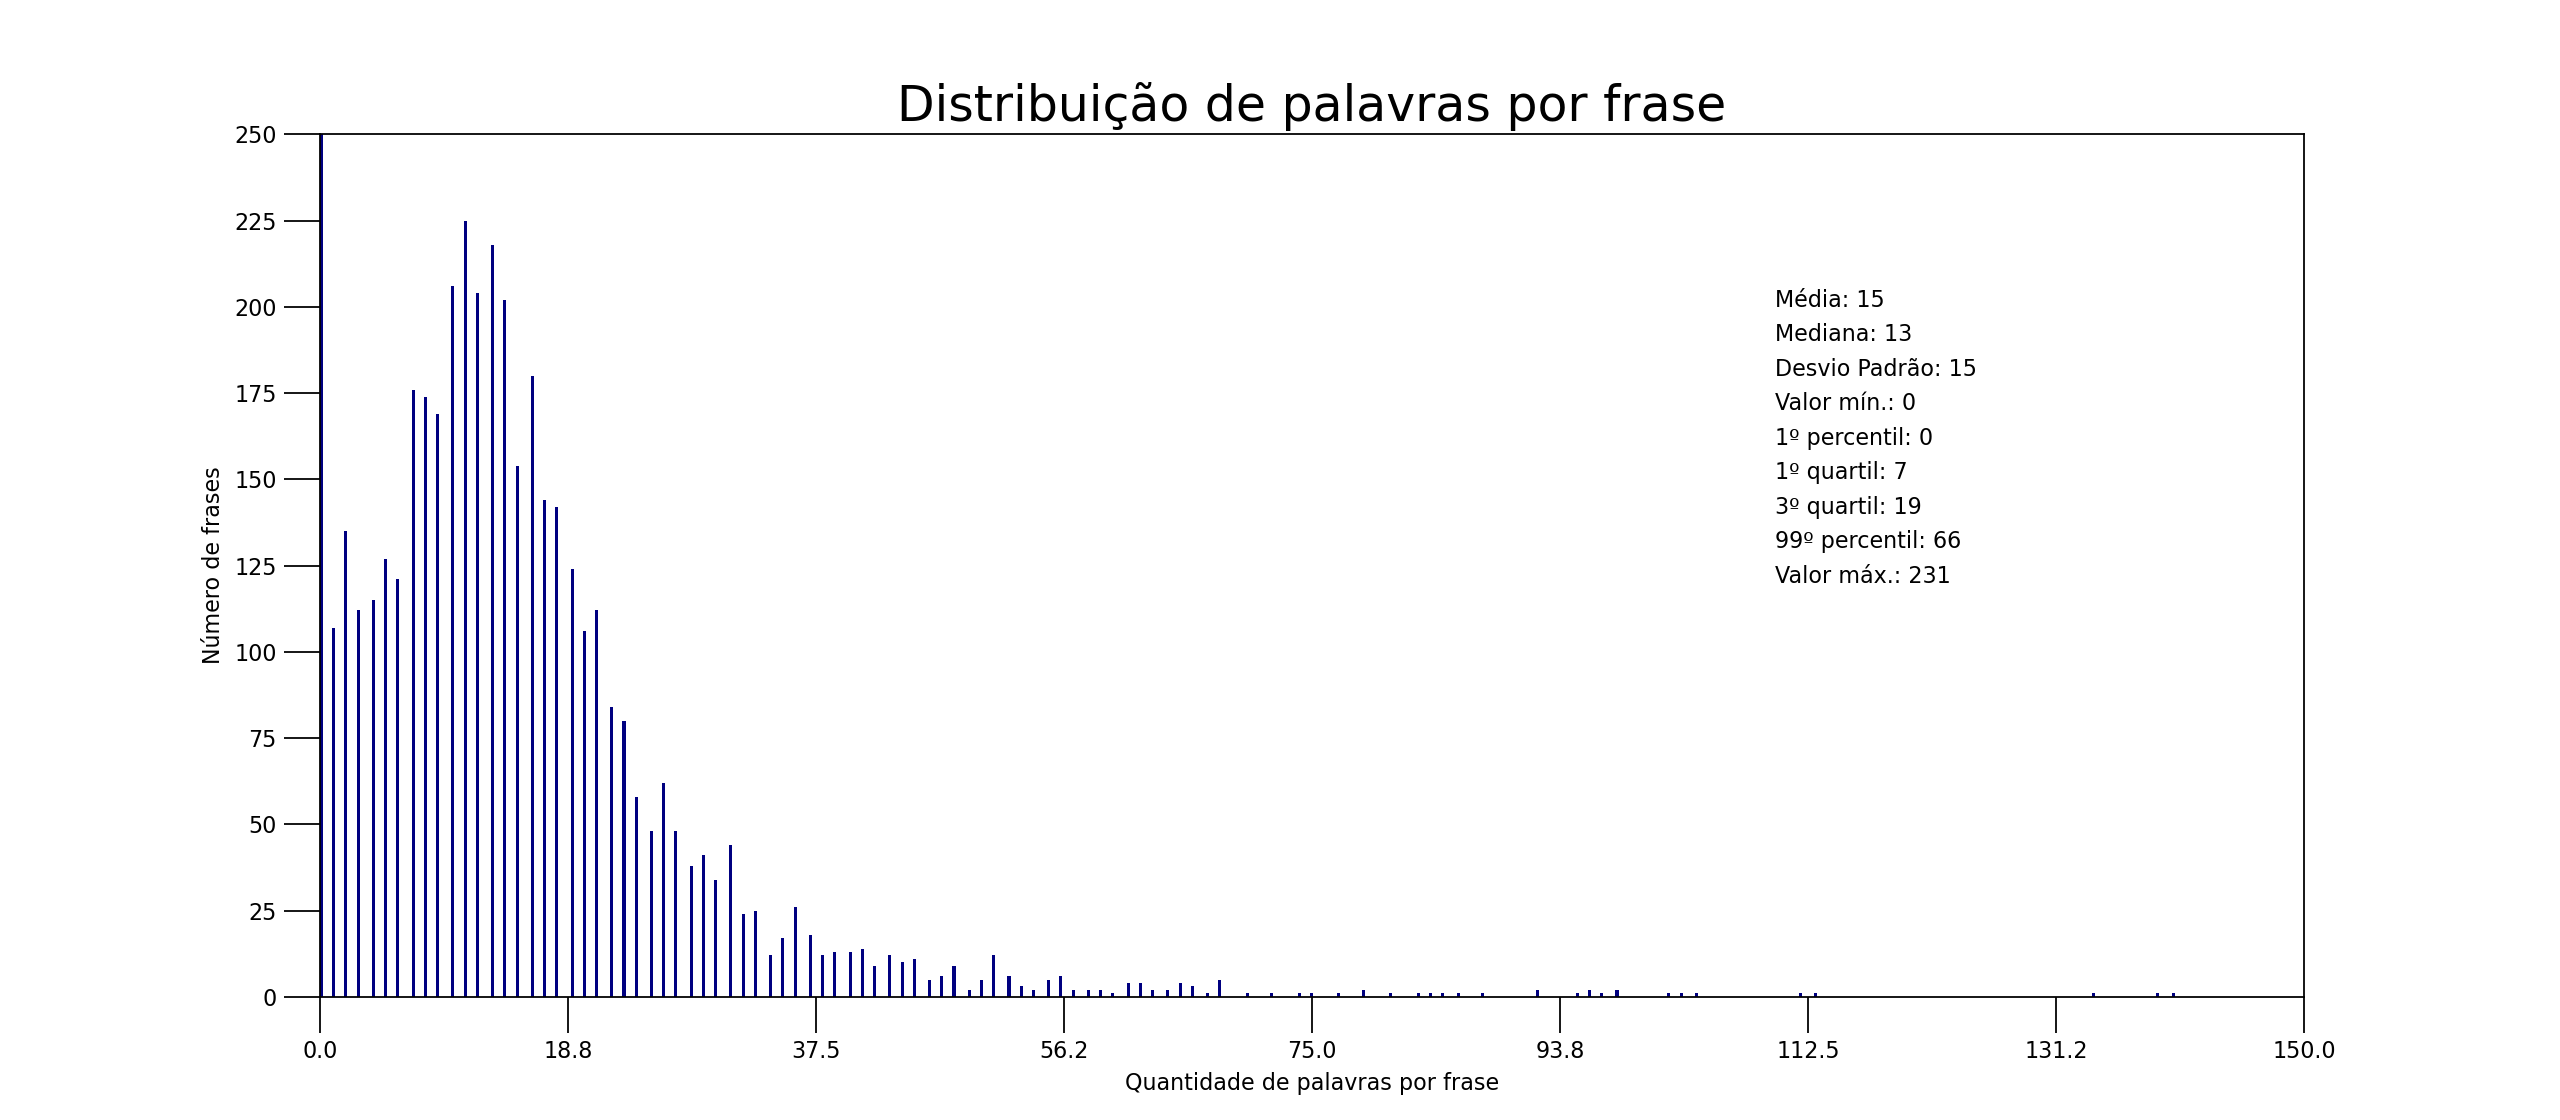 Distribuição de palavras por frase
250
225
200
175
150
125
100
75
50
25
0
Número de frases
Média: 15
Mediana: 13
Desvio Padrão: 15
Valor mín.: 0
1º percentil: 0
1º quartil: 7
3º quartil: 19
99º percentil: 66
Valor máx.: 231
0.0 18.8 37.5 56.2 75.0 93.8 112.5 131.2 150.0
Quantidade de palavras por frase